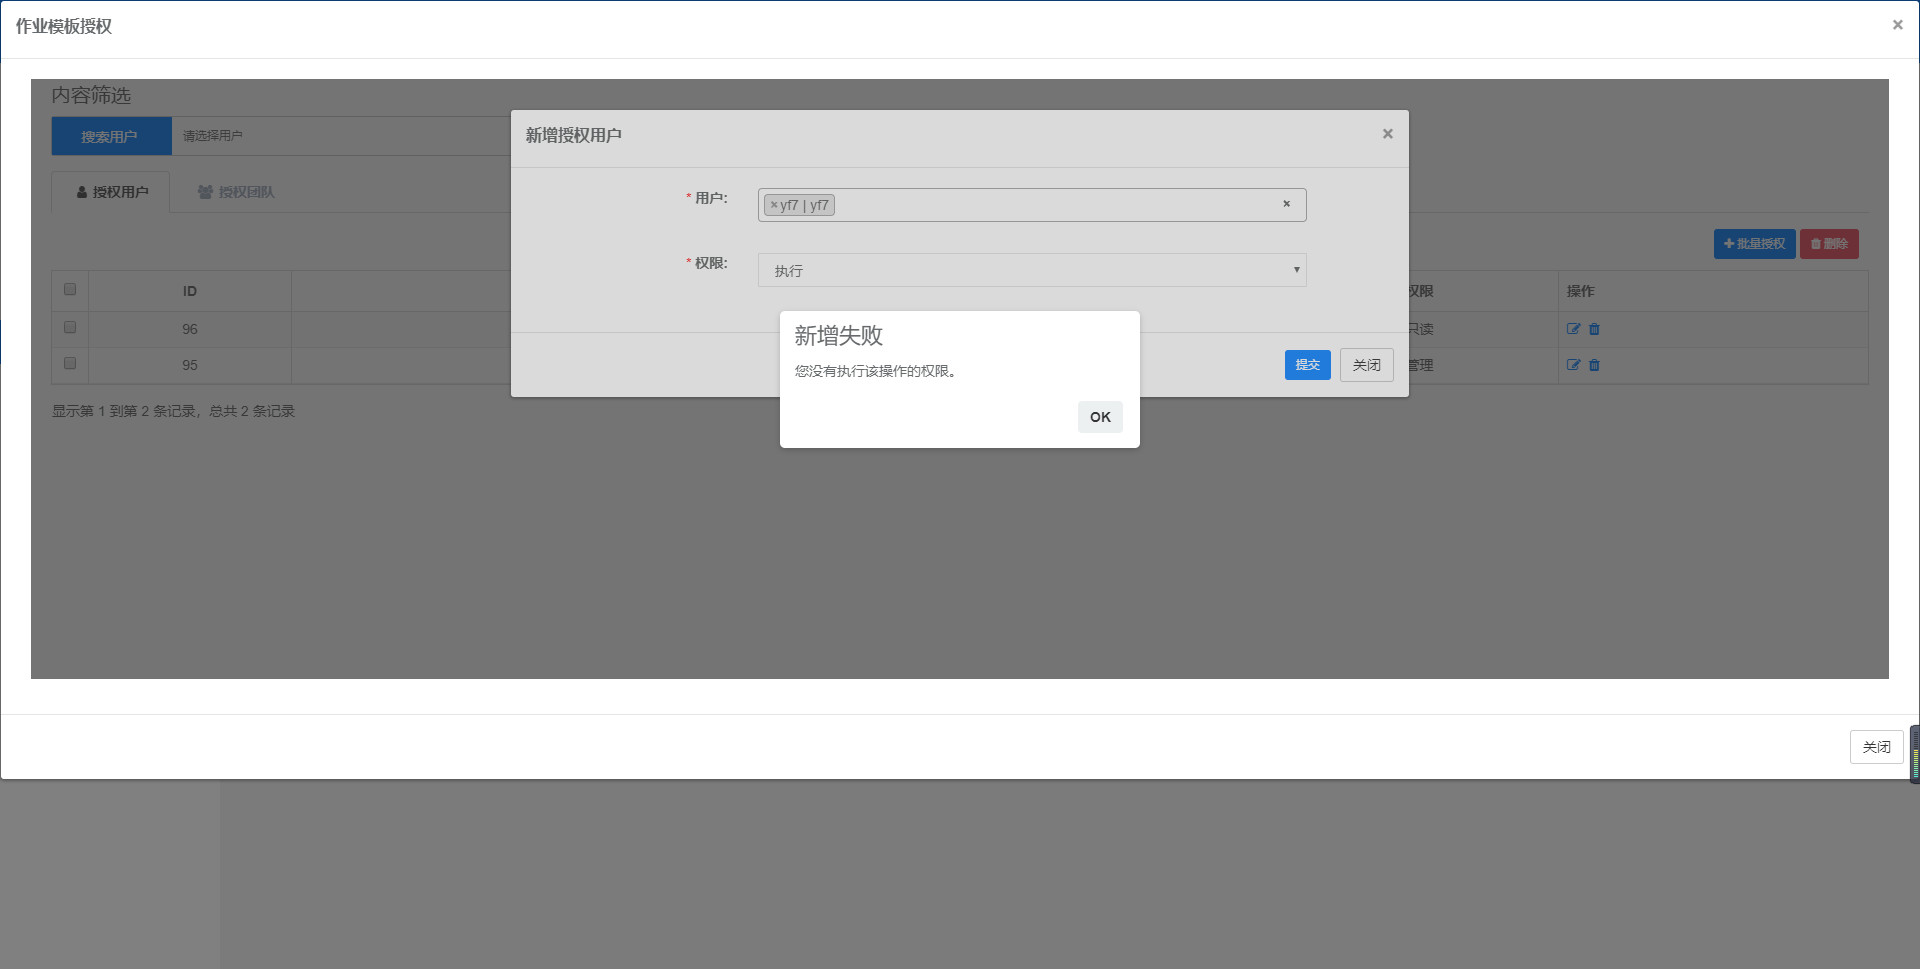 作业模板授权
×
内容筛选
搜索用户 请选择用户
授权用户 授权团队
批量授权 删除
ID 权限 操作
96 只读
95 管理
显示第 1 到第 2 条记录，总共 2 条记录
新增授权用户
×
* 用户: ×yf7 | yf7 ×
* 权限: 执行
提交 关闭
新增失败
您没有执行该操作的权限。
OK
关闭